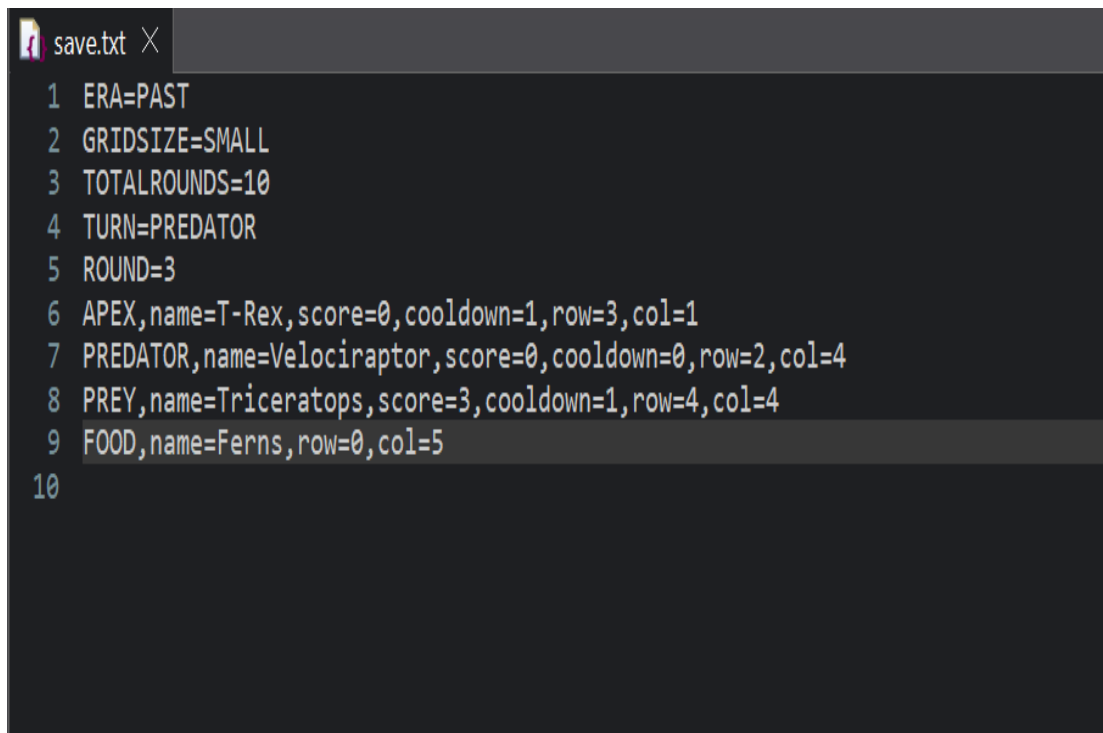 save.txt
1 ERA=PAST
2 GRIDSIZE=SMALL
3 TOTALROUNDS=10
4 TURN=PREDATOR
5 ROUND=3
6 APEX,name=T-Rex,score=0,cooldown=1,row=3,col=1
7 PREDATOR,name=Velociraptor,score=0,cooldown=0,row=2,col=4
8 PREY,name=Triceratops,score=3,cooldown=1,row=4,col=4
9 FOOD,name=Ferns,row=0,col=5
10